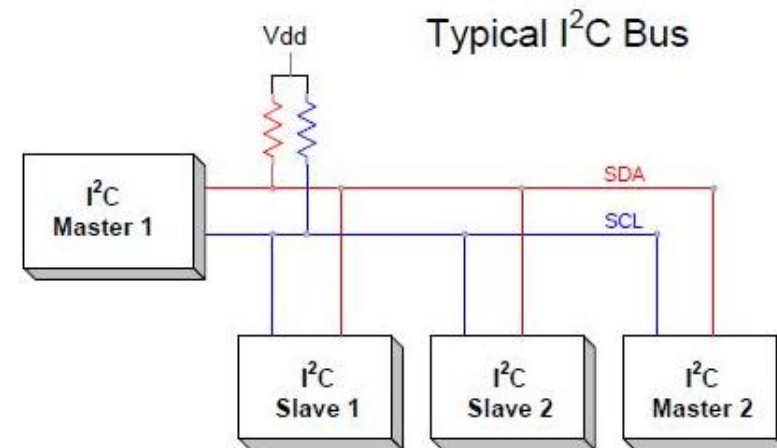 Typical I²C Bus
Vdd
SDA
SCL
I²C
Master 1
I²C
Slave 1
I²C
Slave 2
I²C
Master 2